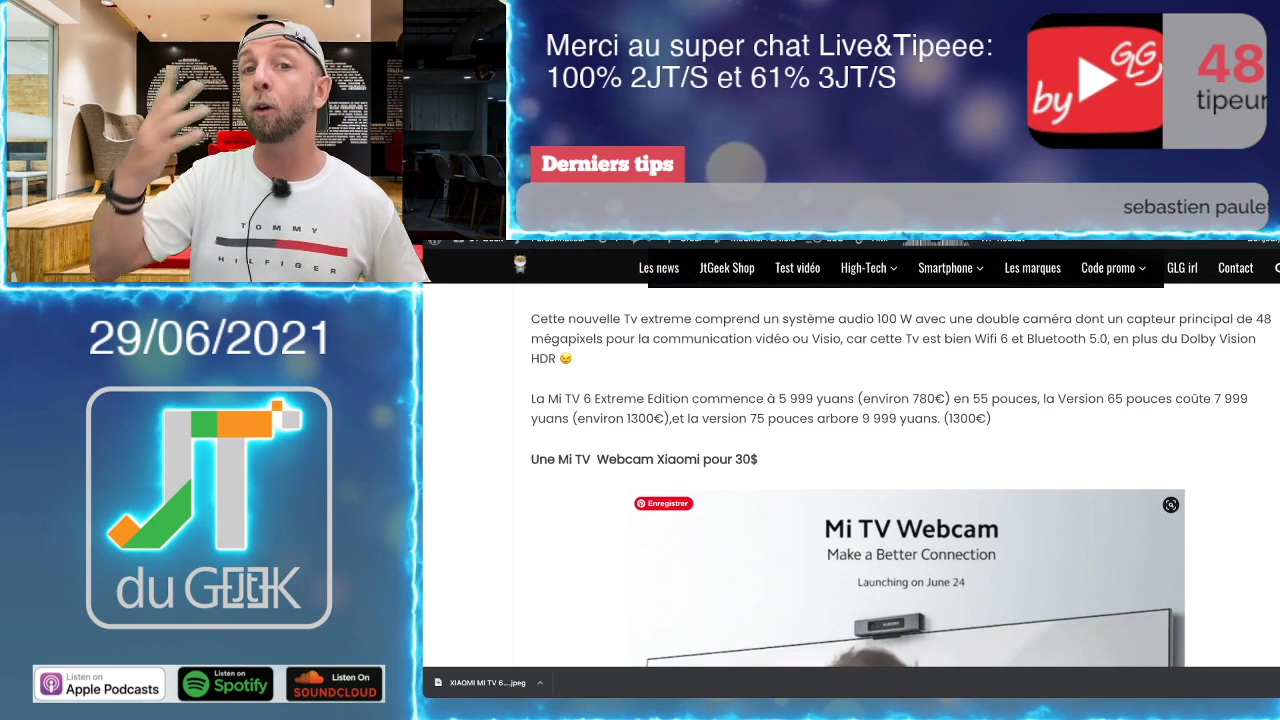 Merci au super chat Live&Tipeee:
100% 2JT/S et 61% 3JT/S
by
GLG
48
tipeur
Derniers tips
sebastien paulet
TOMMY
HILFIGER
Les news
JtGeek Shop
Test vidéo
High-Tech
Smartphone
Les marques
Code promo
GLG irl
Contact
29/06/2021
JT
du GEEK
Cette nouvelle Tv extreme comprend un système audio 100 W avec une double caméra dont un capteur principal de 48
mégapixels pour la communication vidéo ou Visio, car cette Tv est bien Wifi 6 et Bluetooth 5.0, en plus du Dolby Vision
HDR 😉
La Mi TV 6 Extreme Edition commence à 5 999 yuans (environ 780€) en 55 pouces, la Version 65 pouces coûte 7 999
yuans (environ 1300€),et la version 75 pouces arbore 9 999 yuans. (1300€)
Une Mi TV Webcam Xiaomi pour 30$
Enregistrer
Mi TV Webcam
Make a Better Connection
Launching on June 24
XIAOMI
Listen on
Apple Podcasts
Listen on
Spotify
Listen On
SOUNDCLOUD
XIAOMI MI TV 6....jpeg